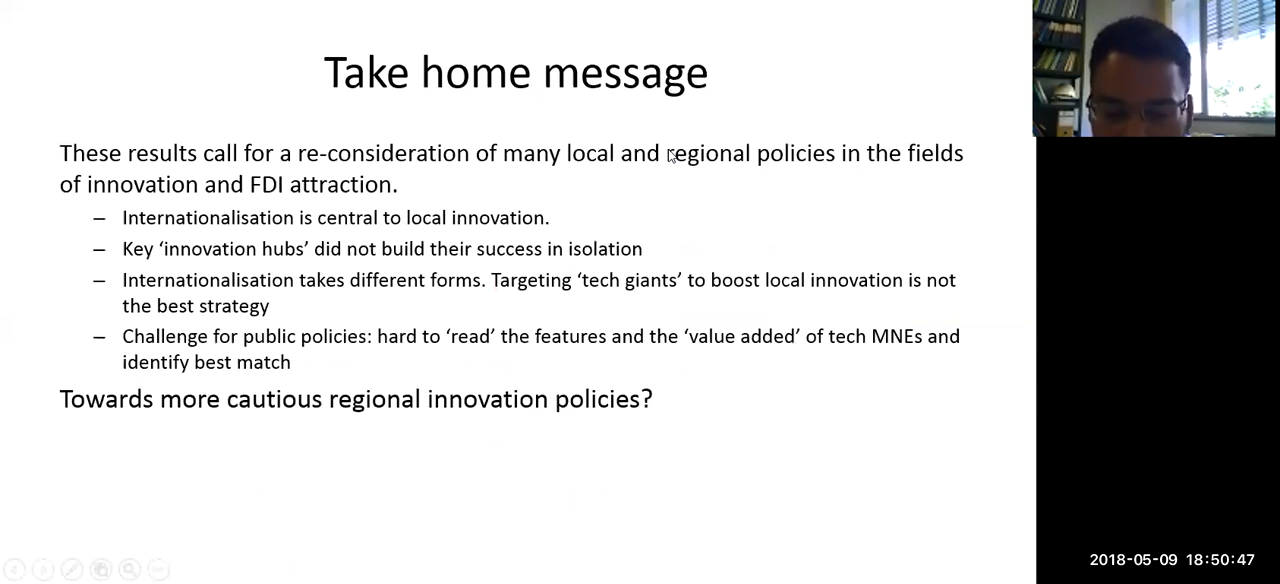 Take home message
These results call for a re-consideration of many local and regional policies in the fields
of innovation and FDI attraction.
– Internationalisation is central to local innovation.
– Key ‘innovation hubs’ did not build their success in isolation
– Internationalisation takes different forms. Targeting ‘tech giants’ to boost local innovation is not
the best strategy
– Challenge for public policies: hard to ‘read’ the features and the ‘value added’ of tech MNEs and
identify best match
Towards more cautious regional innovation policies?
2018-05-09 18:50:47